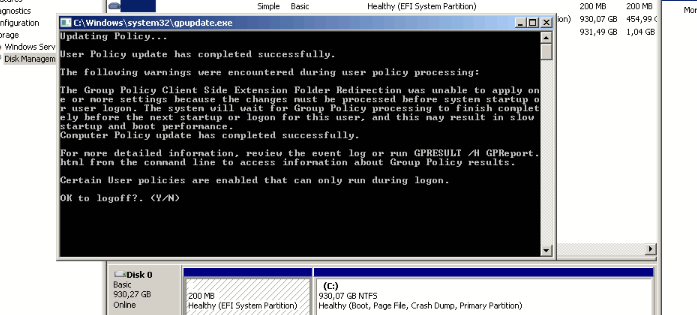 Simple Basic Healthy (EFI System Partition) 200 MB 200 MB
C:\Windows\system32\gpupdate.exe
930,07 GB 454,99
931,49 GB 1,04 GB
Windows Serv
Disk Managem
Updating Policy...
User Policy update has completed successfully.
The following warnings were encountered during user policy processing:
The Group Policy Client Side Extension Folder Redirection was unable to apply on
e or more settings because the changes must be processed before system startup o
r user logon. The system will wait for Group Policy processing to finish complet
ely before the next startup or logon for this user, and this may result in slow
startup and boot performance.
Computer Policy update has completed successfully.
For more detailed information, review the event log or run GPRESULT /H GPReport.
html from the command line to access information about Group Policy results.
Certain User policies are enabled that can only run during logon.
OK to logoff?. (Y/N)
Disk 0
Basic
930,27 GB
Online
200 MB
Healthy (EFI System Partition)
(C:)
930,07 GB NTFS
Healthy (Boot, Page File, Crash Dump, Primary Partition)